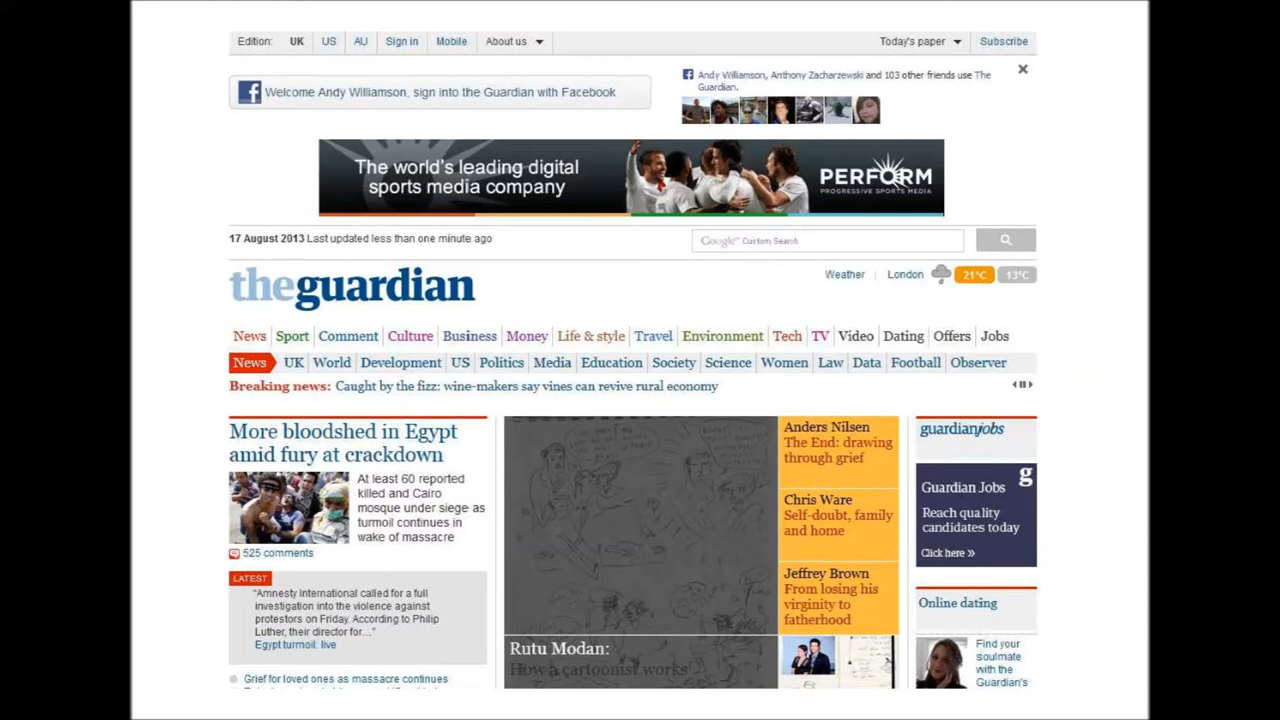 Edition: UK US AU Sign in Mobile About us Today's paper Subscribe
Welcome Andy Williamson, sign into the Guardian with Facebook
Andy Williamson, Anthony Zacharzewski and 103 other friends use The
Guardian.
The world's leading digital
sports media company
PERFORM
PROGRESSIVE SPORTS MEDIA
17 August 2013 Last updated less than one minute ago
Google™ Custom Search
theguardian
Weather London 21°C 13°C
News Sport Comment Culture Business Money Life & style Travel Environment Tech TV Video Dating Offers Jobs
News UK World Development US Politics Media Education Society Science Women Law Data Football Observer
Breaking news: Caught by the fizz: wine-makers say vines can revive rural economy
More bloodshed in Egypt
amid fury at crackdown
At least 60 reported
killed and Cairo
mosque under siege as
turmoil continues in
wake of massacre
525 comments
LATEST
"Amnesty International called for a full
investigation into the violence against
protestors on Friday. According to Philip
Luther, their director for..."
Egypt turmoil: live
Grief for loved ones as massacre continues
Rutu Modan:
How a cartoonist works
Anders Nilsen
The End: drawing
through grief
Chris Ware
Self-doubt, family
and home
Jeffrey Brown
From losing his
virginity to
fatherhood
guardianjobs
g
Guardian Jobs
Reach quality
candidates today
Click here »
Online dating
Find your
soulmate
with the
Guardian's